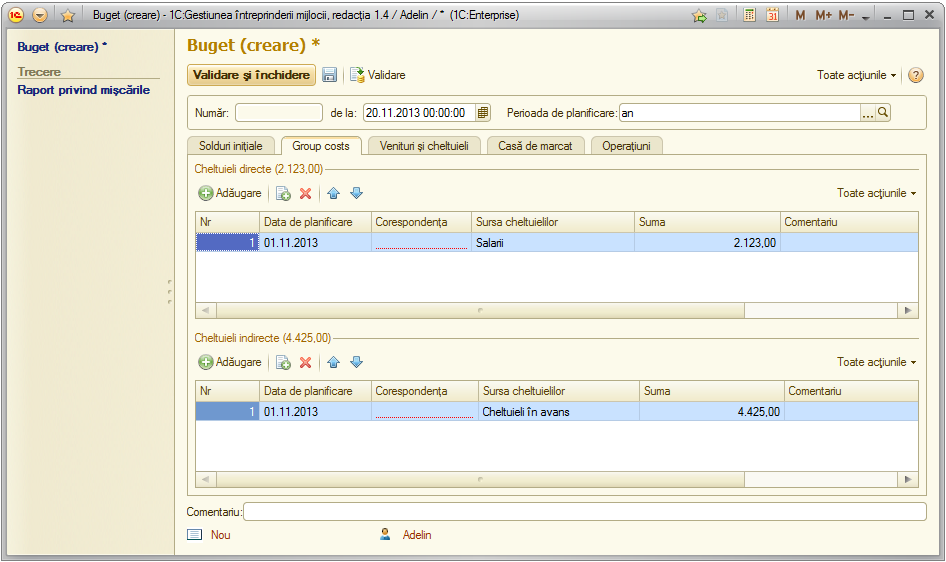 Buget (creare) - 1C:Gestiunea întreprinderii mijlocii, redacția 1.4 / Adelin / * (1C:Enterprise)
M M+ M-
Buget (creare) *
Trecere
Raport privind mișcările
Buget (creare) *
Validare și închidere Validare Toate acțiunile ?
Număr: de la: 20.11.2013 00:00:00 Perioada de planificare: an ...
Solduri inițiale Group costs Venituri și cheltuieli Casă de marcat Operațiuni
Cheltuieli directe (2.123,00)
Adăugare Toate acțiunile
Nr Data de planificare Corespondența Sursa cheltuielilor Suma Comentariu
1 01.11.2013 Salarii 2.123,00
Cheltuieli indirecte (4.425,00)
Adăugare Toate acțiunile
Nr Data de planificare Corespondența Sursa cheltuielilor Suma Comentariu
1 01.11.2013 Cheltuieli în avans 4.425,00
Comentariu:
Nou Adelin